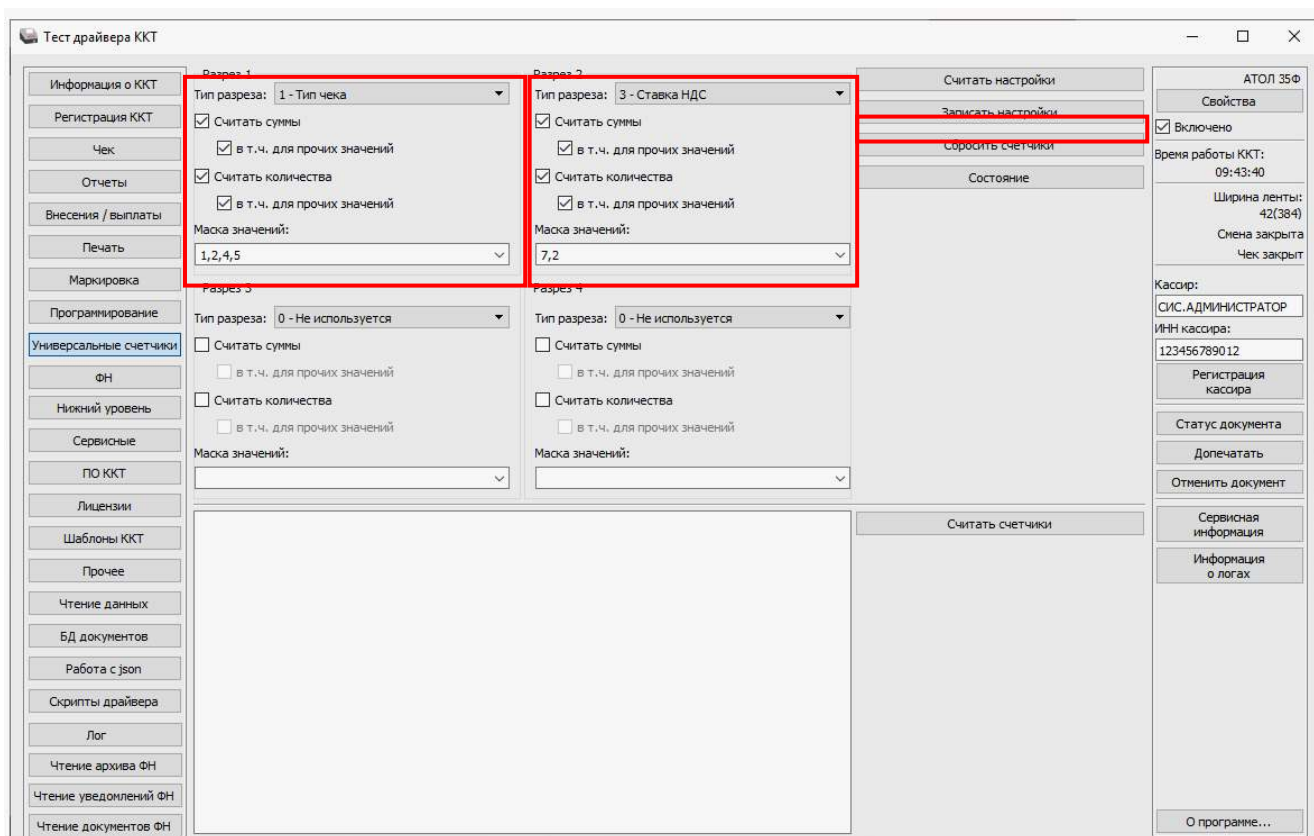 Тест драйвера ККТ
Информация о ККТ
Регистрация ККТ
Чек
Отчеты
Внесения / выплаты
Печать
Маркировка
Программирование
Универсальные счетчики
ФН
Нижний уровень
Сервисные
ПО ККТ
Лицензии
Шаблоны ККТ
Прочее
Чтение данных
БД документов
Работа с json
Скрипты драйвера
Лог
Чтение архива ФН
Чтение уведомлений ФН
Чтение документов ФН
Разрез 1
Тип разреза: 1 - Тип чека
Считать суммы
в т.ч. для прочих значений
Считать количества
в т.ч. для прочих значений
Маска значений:
1,2,4,5
Разрез 2
Тип разреза: 3 - Ставка НДС
Считать суммы
в т.ч. для прочих значений
Считать количества
в т.ч. для прочих значений
Маска значений:
7,2
Разрез 3
Тип разреза: 0 - Не используется
Считать суммы
в т.ч. для прочих значений
Считать количества
в т.ч. для прочих значений
Маска значений:
Разрез 4
Тип разреза: 0 - Не используется
Считать суммы
в т.ч. для прочих значений
Считать количества
в т.ч. для прочих значений
Маска значений:
Считать настройки
Записать настройки
Сбросить счетчики
Состояние
Считать счетчики
АТОЛ 35Ф
Свойства
Включено
Время работы ККТ:
09:43:40
Ширина ленты:
42(384)
Смена закрыта
Чек закрыт
Кассир:
СИС.АДМИНИСТРАТОР
ИНН кассира:
123456789012
Регистрация
кассира
Статус документа
Допечатать
Отменить документ
Сервисная
информация
Информация
о логах
О программе...